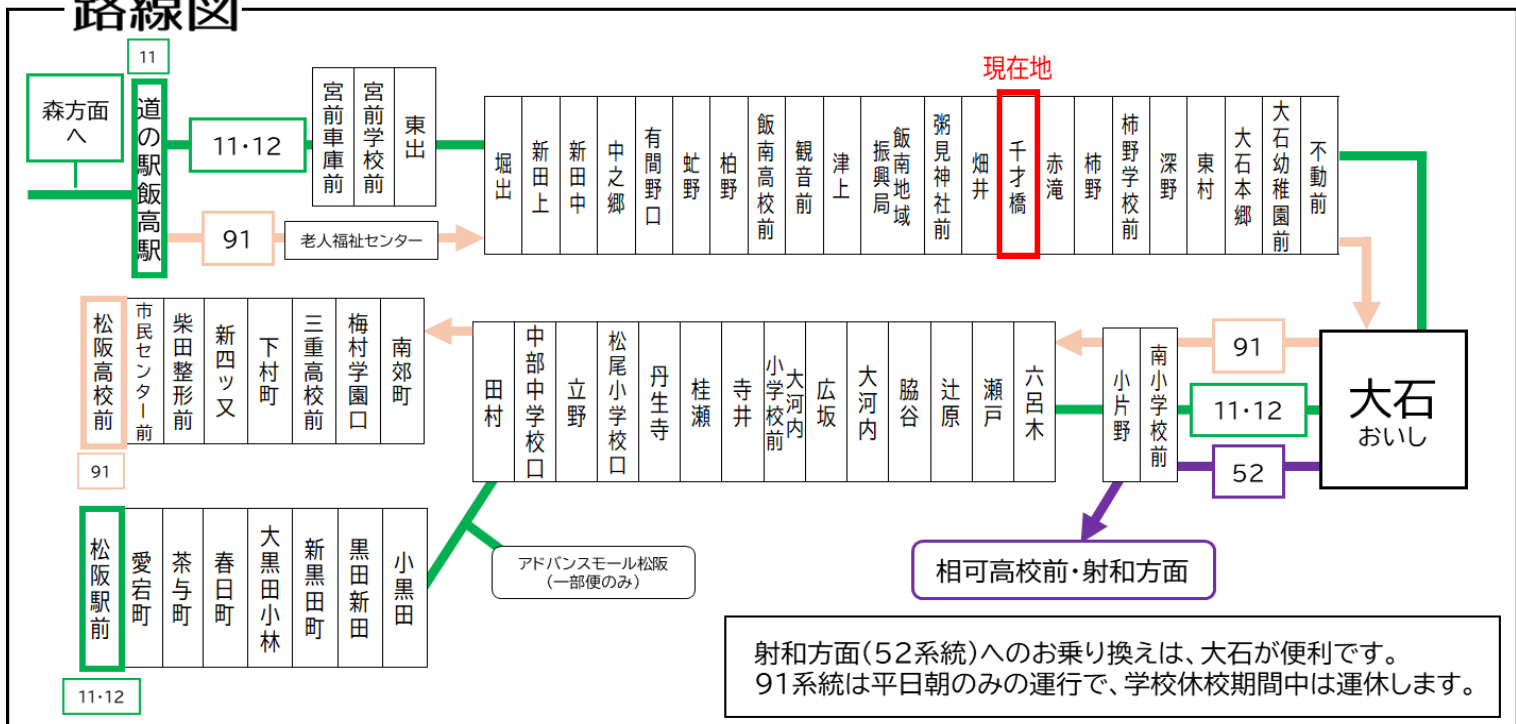 路線図
現在地
11
森方面
へ
道の駅飯高駅
11・12
宮前車庫前
宮前学校前
東出
91
老人福祉センター
堀出
新田上
新田中
中之郷
有間野口
虻野
柏野
飯南高校前
観音前
津上
飯南地域
振興局
粥見神社前
畑井
千才橋
赤滝
柿野
柿野学校前
深野
東村
大石本郷
大石幼稚園前
不動前
松阪高校前
市民センター前
柴田整形前
新四ッ又
下村町
三重高校前
梅村学園口
南郊町
91
田村
中部中学校口
立野
松尾小学校口
丹生寺
桂瀬
寺井
大河内
小学校前
広坂
大河内
脇谷
辻原
瀬戸
六呂木
小片野
南小学校前
91
11・12
52
大石
おいし
松阪駅前
愛宕町
茶与町
春日町
大黒田小林
新黒田町
黒田新田
小黒田
11・12
アドバンスモール松阪
(一部便のみ)
相可高校前・射和方面
射和方面(52系統)へのお乗り換えは、大石が便利です。
91系統は平日朝のみの運行で、学校休校期間中は運休します。